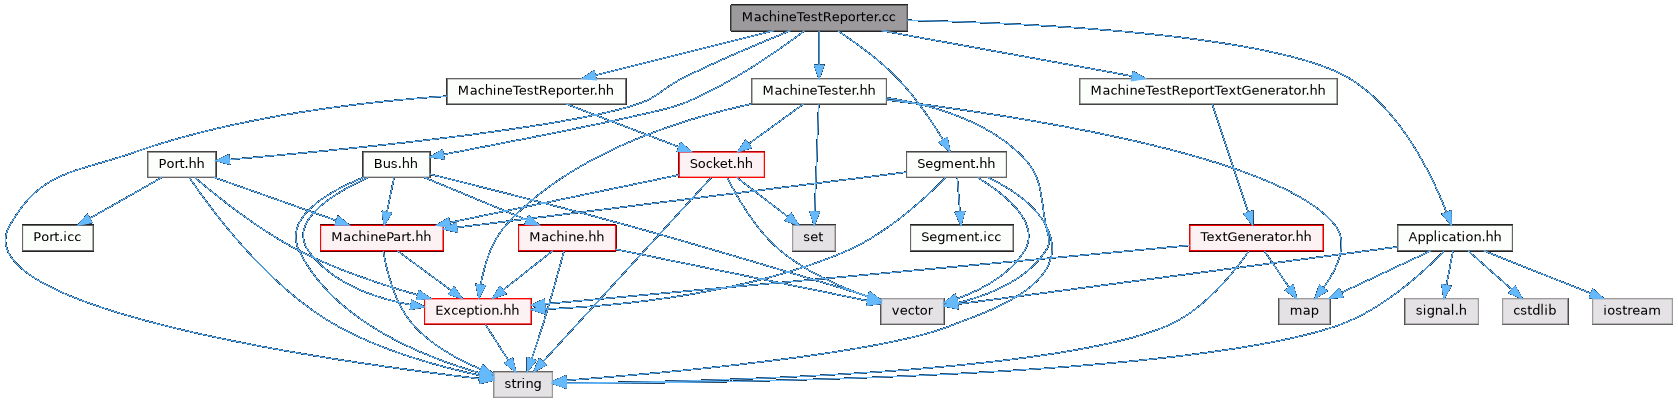 MachineTestReporter.cc
MachineTestReporter.hh
MachineTester.hh
MachineTestReportTextGenerator.hh
Port.hh
Bus.hh
Socket.hh
Segment.hh
Port.icc
MachinePart.hh
Machine.hh
set
Segment.icc
TextGenerator.hh
Application.hh
Exception.hh
vector
map
signal.h
cstdlib
iostream
string